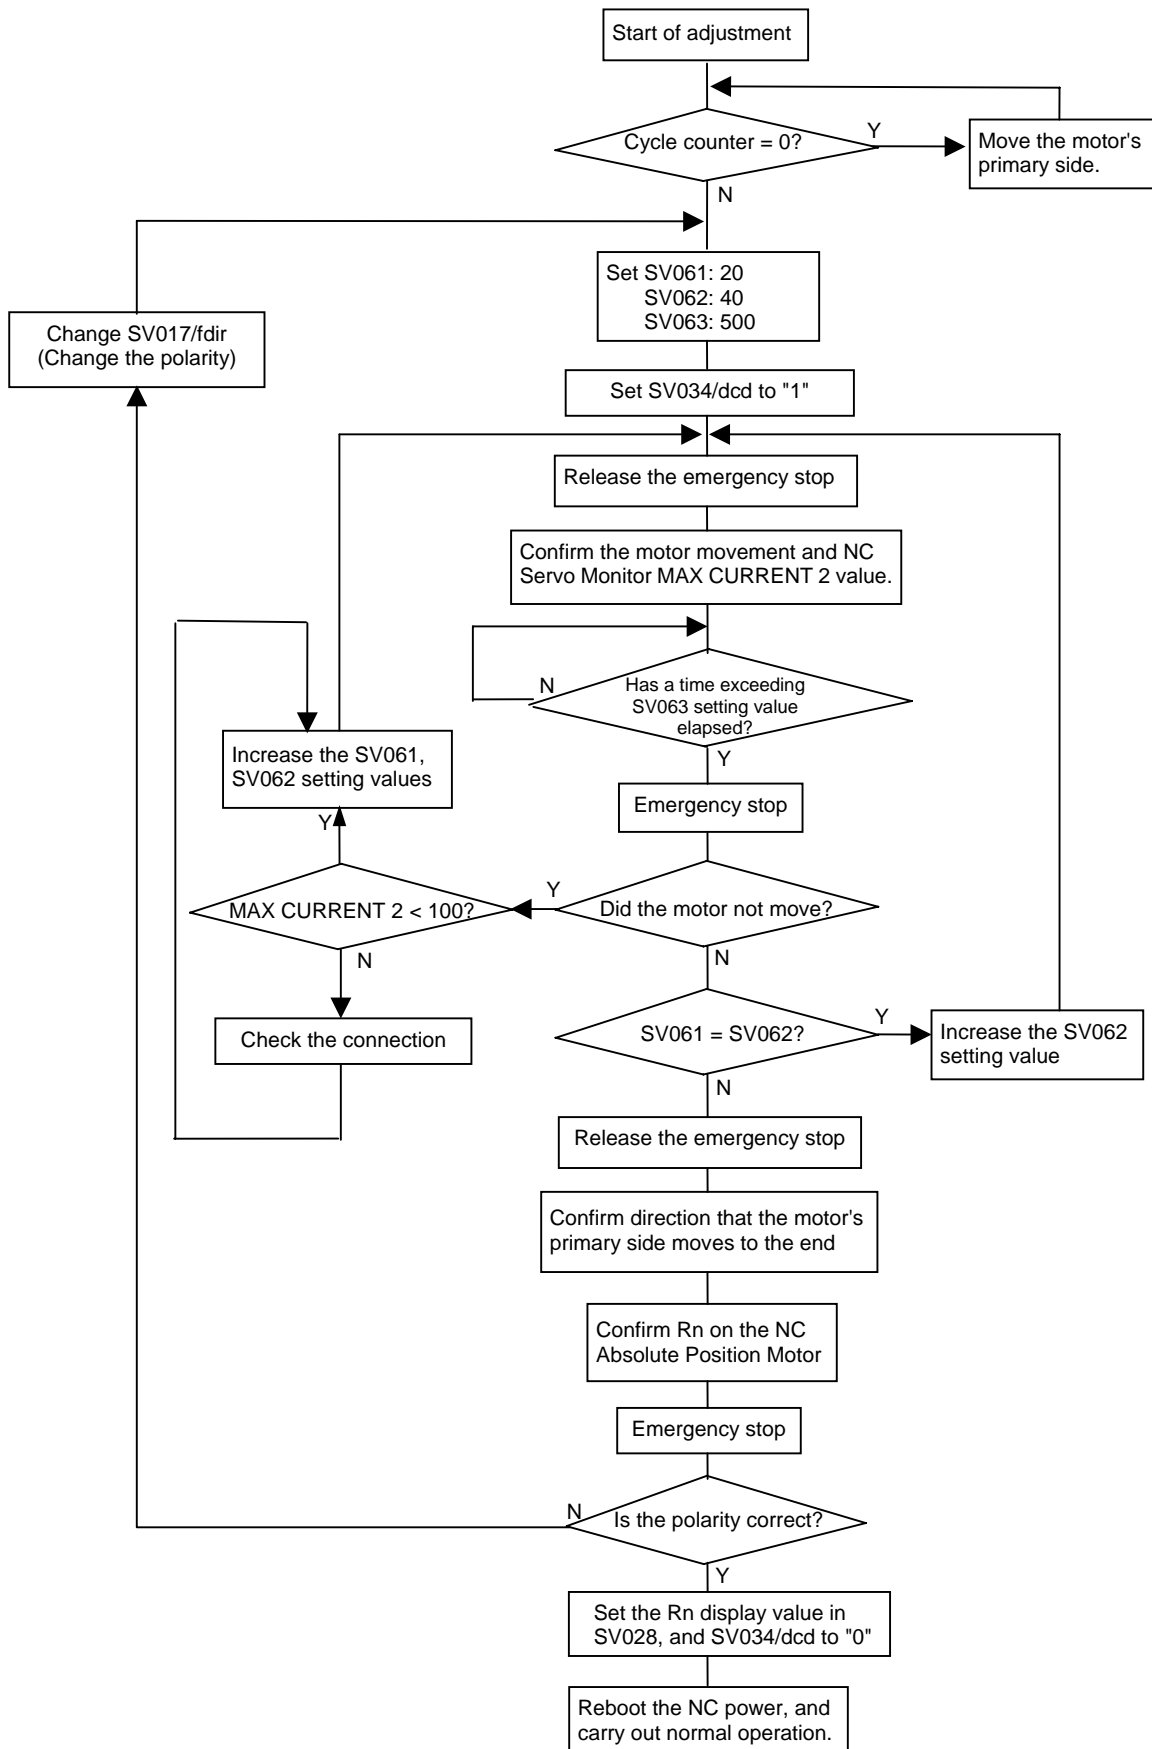 Start of adjustment
Cycle counter = 0?
Y
Move the motor's
primary side.
N
Set SV061: 20
SV062: 40
SV063: 500
Change SV017/fdir
(Change the polarity)
Set SV034/dcd to "1"
Release the emergency stop
Confirm the motor movement and NC
Servo Monitor MAX CURRENT 2 value.
N
Has a time exceeding
SV063 setting value
elapsed?
Y
Increase the SV061,
SV062 setting values
Emergency stop
Y
MAX CURRENT 2 < 100?
Y
Did the motor not move?
N
N
Check the connection
SV061 = SV062?
Y
Increase the SV062
setting value
N
Release the emergency stop
Confirm direction that the motor's
primary side moves to the end
Confirm Rn on the NC
Absolute Position Motor
Emergency stop
N
Is the polarity correct?
Y
Set the Rn display value in
SV028, and SV034/dcd to "0"
Reboot the NC power, and
carry out normal operation.